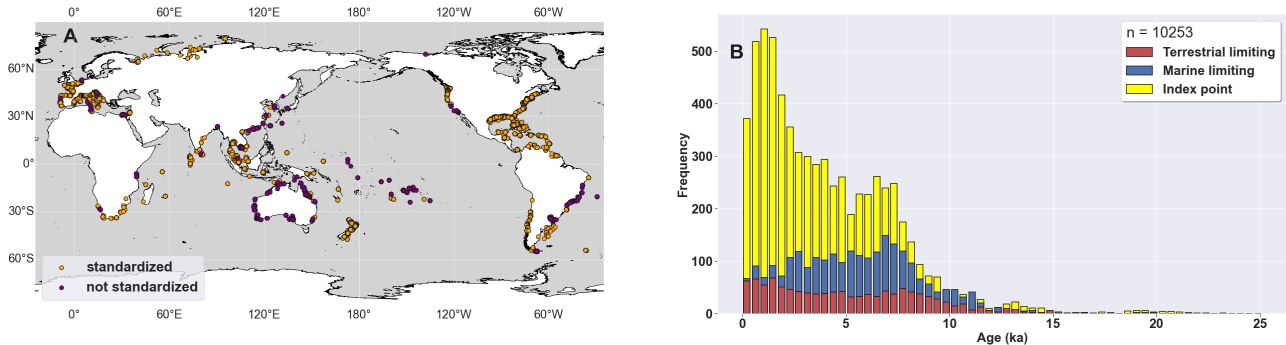 0° 60°E 120°E 180° 120°W 60°W
A
60°N
30°N
0°
30°S
60°S
standardized
not standardized
0° 60°E 120°E 180° 120°W 60°W
B
n = 10253
Terrestrial limiting
Marine limiting
Index point
Frequency
500
400
300
200
100
0
0 5 10 15 20 25
Age (ka)